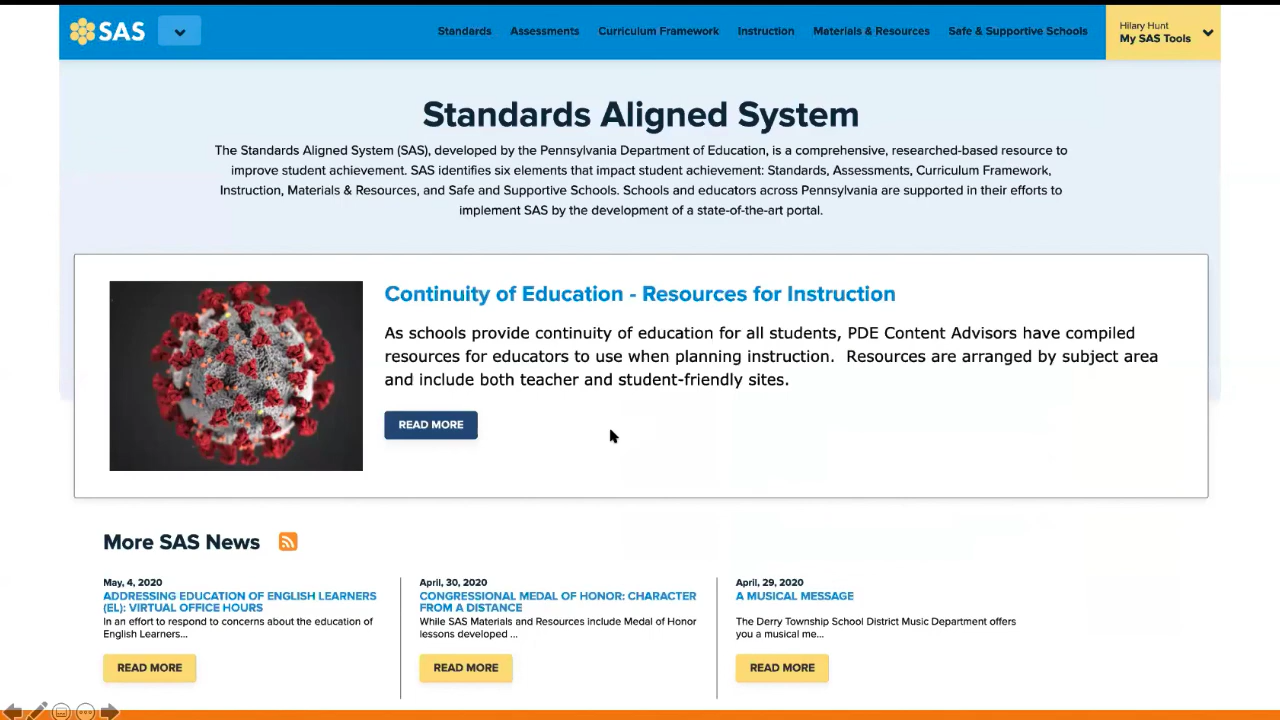 SAS
Standards
Assessments
Curriculum Framework
Instruction
Materials & Resources
Safe & Supportive Schools
Hilary Hunt
My SAS Tools
Standards Aligned System
The Standards Aligned System (SAS), developed by the Pennsylvania Department of Education, is a comprehensive, researched-based resource to
improve student achievement. SAS identifies six elements that impact student achievement: Standards, Assessments, Curriculum Framework,
Instruction, Materials & Resources, and Safe and Supportive Schools. Schools and educators across Pennsylvania are supported in their efforts to
implement SAS by the development of a state-of-the-art portal.
Continuity of Education - Resources for Instruction
As schools provide continuity of education for all students, PDE Content Advisors have compiled
resources for educators to use when planning instruction.  Resources are arranged by subject area
and include both teacher and student-friendly sites.
READ MORE
More SAS News
May, 4, 2020
ADDRESSING EDUCATION OF ENGLISH LEARNERS
(EL): VIRTUAL OFFICE HOURS
In an effort to respond to concerns about the education of
English Learners...
READ MORE
April, 30, 2020
CONGRESSIONAL MEDAL OF HONOR: CHARACTER
FROM A DISTANCE
While SAS Materials and Resources include Medal of Honor
lessons developed ...
READ MORE
April, 29, 2020
A MUSICAL MESSAGE
The Derry Township School District Music Department offers
you a musical me...
READ MORE